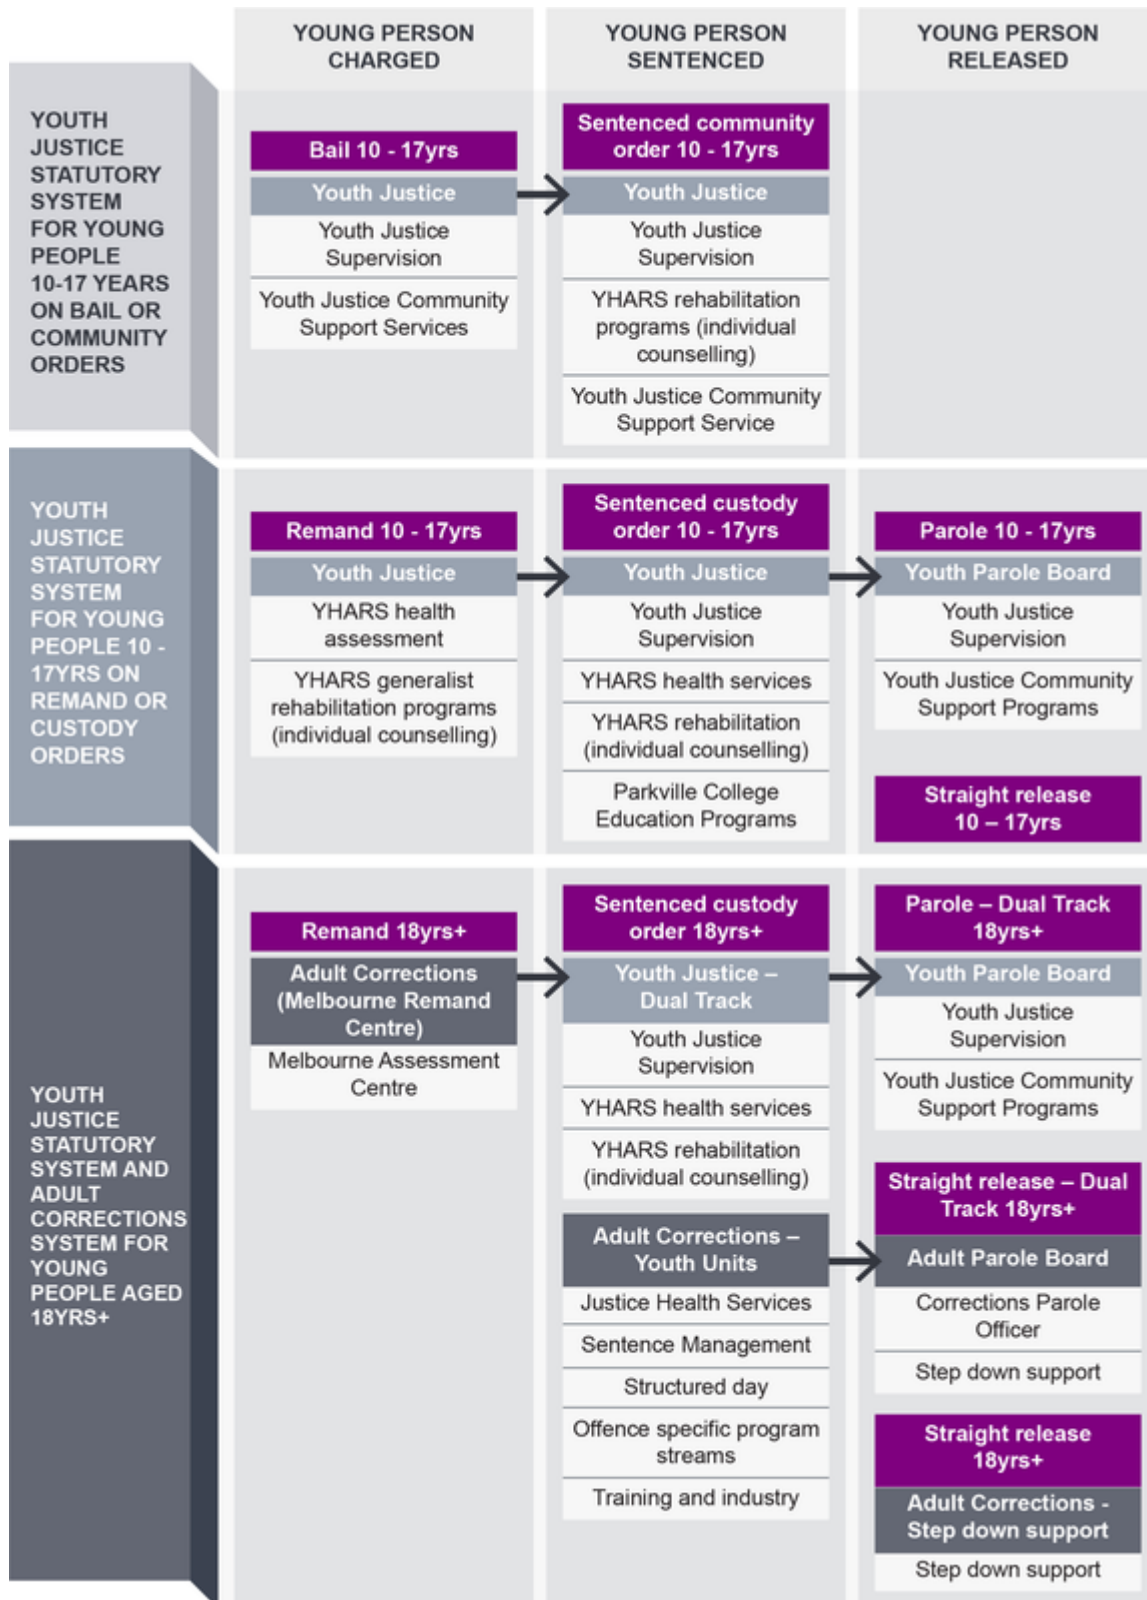 YOUNG PERSON
CHARGED
YOUNG PERSON
SENTENCED
YOUNG PERSON
RELEASED
YOUTH
JUSTICE
STATUTORY
SYSTEM
FOR YOUNG
PEOPLE
10-17 YEARS
ON BAIL OR
COMMUNITY
ORDERS
Bail 10 - 17yrs
Youth Justice
Youth Justice
Supervision
Youth Justice Community
Support Services
Sentenced community
order 10 - 17yrs
Youth Justice
Youth Justice
Supervision
YHARS rehabilitation
programs (individual
counselling)
Youth Justice Community
Support Service
YOUTH
JUSTICE
STATUTORY
SYSTEM
FOR YOUNG
PEOPLE 10 -
17YRS ON
REMAND OR
CUSTODY
ORDERS
Remand 10 - 17yrs
Youth Justice
YHARS health
assessment
YHARS generalist
rehabilitation programs
(individual counselling)
Sentenced custody
order 10 - 17yrs
Youth Justice
Youth Justice
Supervision
YHARS health services
YHARS rehabilitation
(individual counselling)
Parkville College
Education Programs
Parole 10 - 17yrs
Youth Parole Board
Youth Justice
Supervision
Youth Justice Community
Support Programs
Straight release
10 – 17yrs
YOUTH
JUSTICE
STATUTORY
SYSTEM AND
ADULT
CORRECTIONS
SYSTEM FOR
YOUNG
PEOPLE AGED
18YRS+
Remand 18yrs+
Adult Corrections
(Melbourne Remand
Centre)
Melbourne Assessment
Centre
Sentenced custody
order 18yrs+
Youth Justice –
Dual Track
Youth Justice
Supervision
YHARS health services
YHARS rehabilitation
(individual counselling)
Adult Corrections –
Youth Units
Justice Health Services
Sentence Management
Structured day
Offence specific program
streams
Training and industry
Parole – Dual Track
18yrs+
Youth Parole Board
Youth Justice
Supervision
Youth Justice Community
Support Programs
Straight release – Dual
Track 18yrs+
Adult Parole Board
Corrections Parole
Officer
Step down support
Straight release
18yrs+
Adult Corrections -
Step down support
Step down support